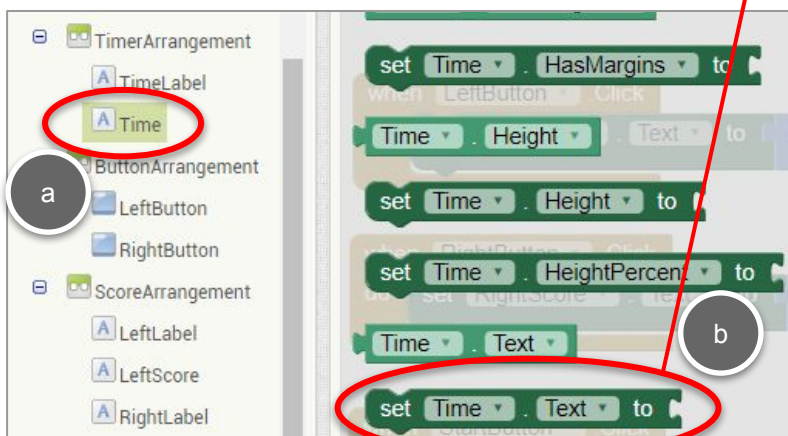 TimerArrangement
TimeLabel
Time
ButtonArrangement
LeftButton
RightButton
ScoreArrangement
LeftLabel
LeftScore
RightLabel
a
set Time . HasMargins to
when LeftButton . Click
Time . Height
. Text to
set Time . Height to
when RightButton . Click
set Time . HeightPercent to
do set RightScore . Text to
Time . Text
b
set Time . Text to
when StartButton . Click